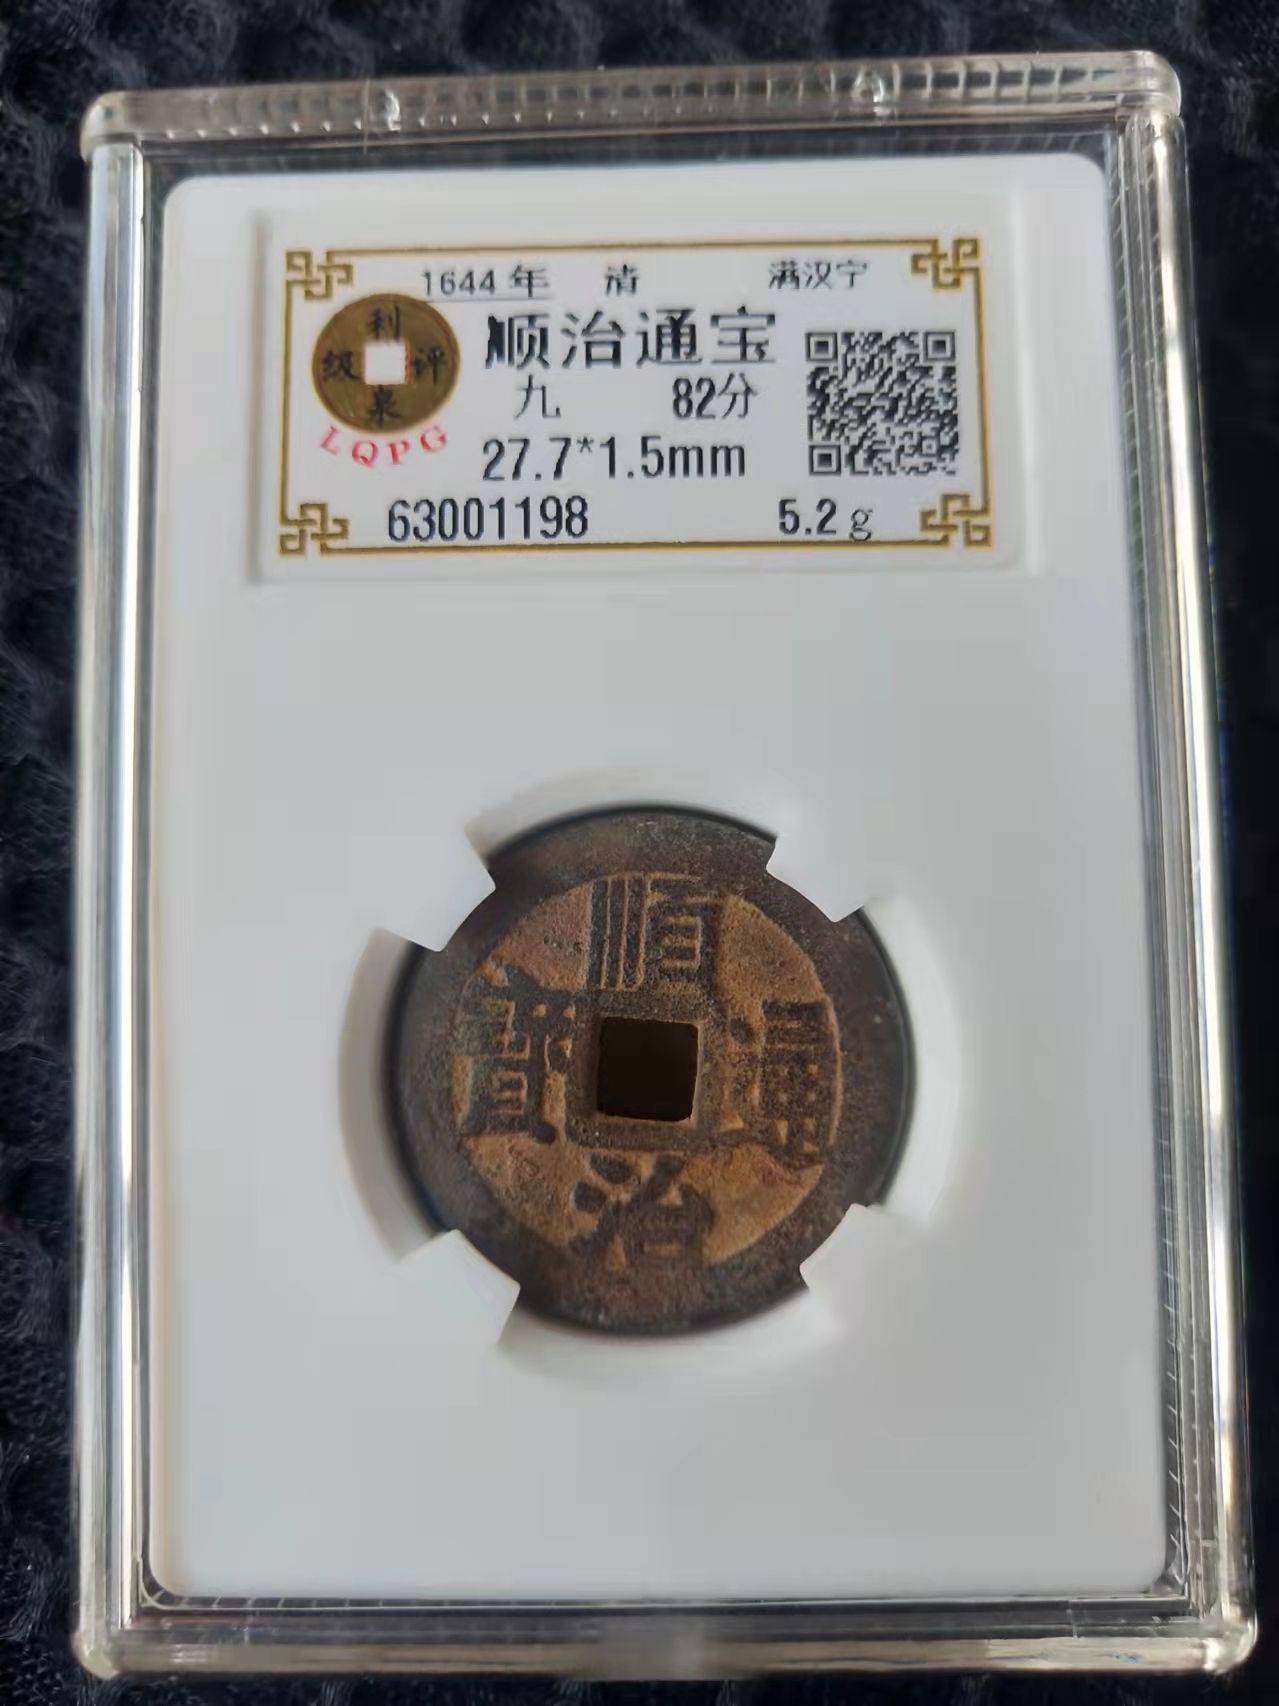 1644年 清 满汉宁
利
级 评
泉
LQPG
顺治通宝
九 82分
27.7*1.5mm
63001198 5.2g
順
寶 通
治